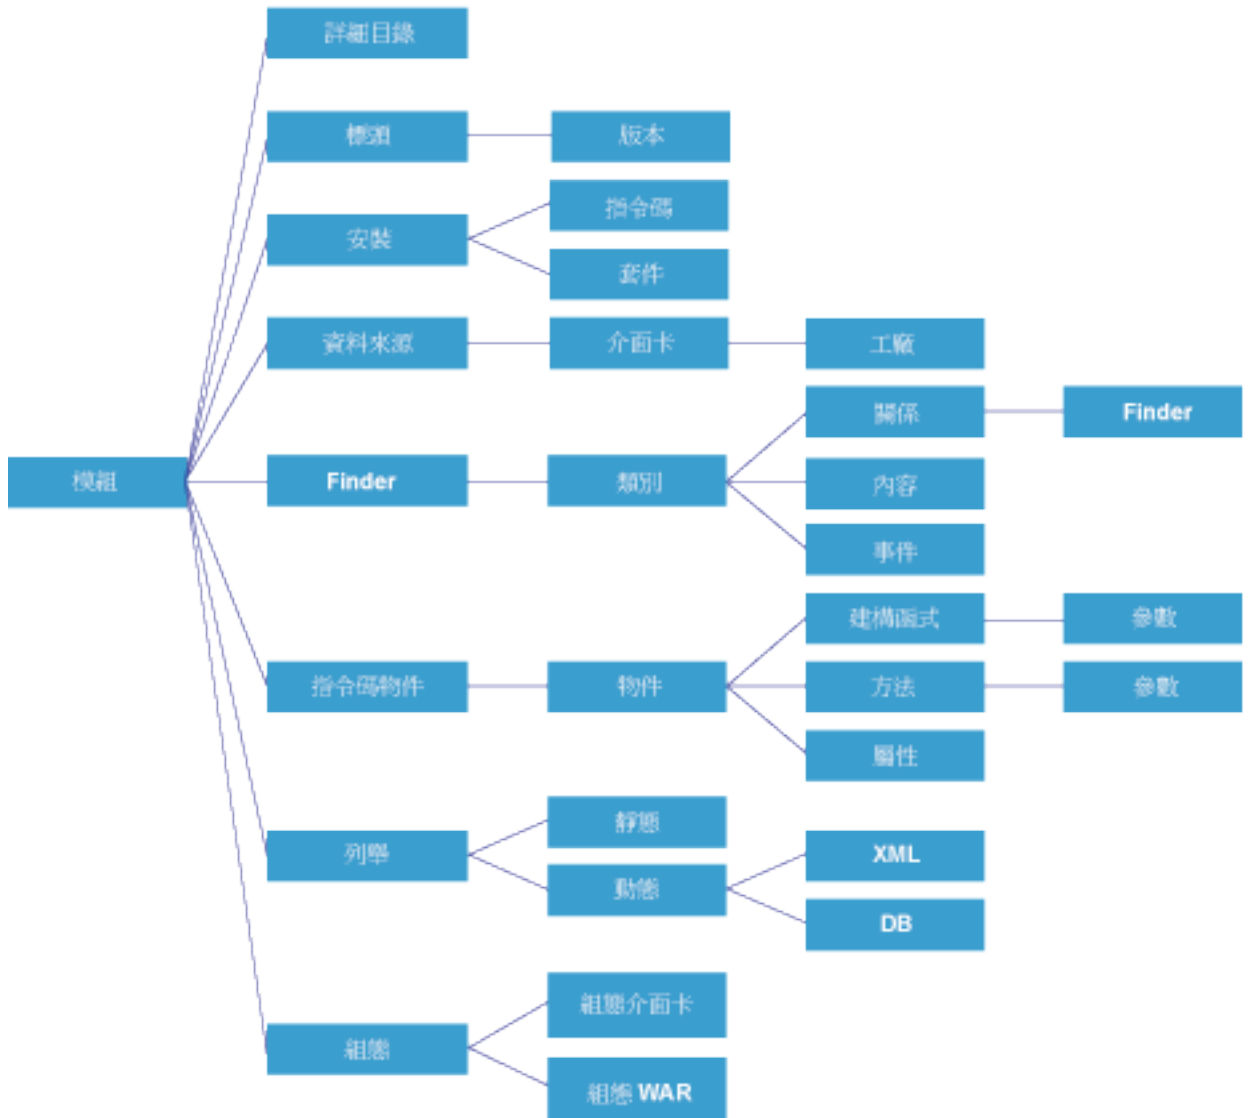 詳細目錄
標頭
版本
安裝
指令碼
套件
資料來源
介面卡
工廠
模組
Finder
類別
關係
Finder
內容
事件
指令碼物件
物件
建構函式
參數
方法
參數
屬性
列舉
靜態
動態
XML
DB
組態
組態介面卡
組態 WAR